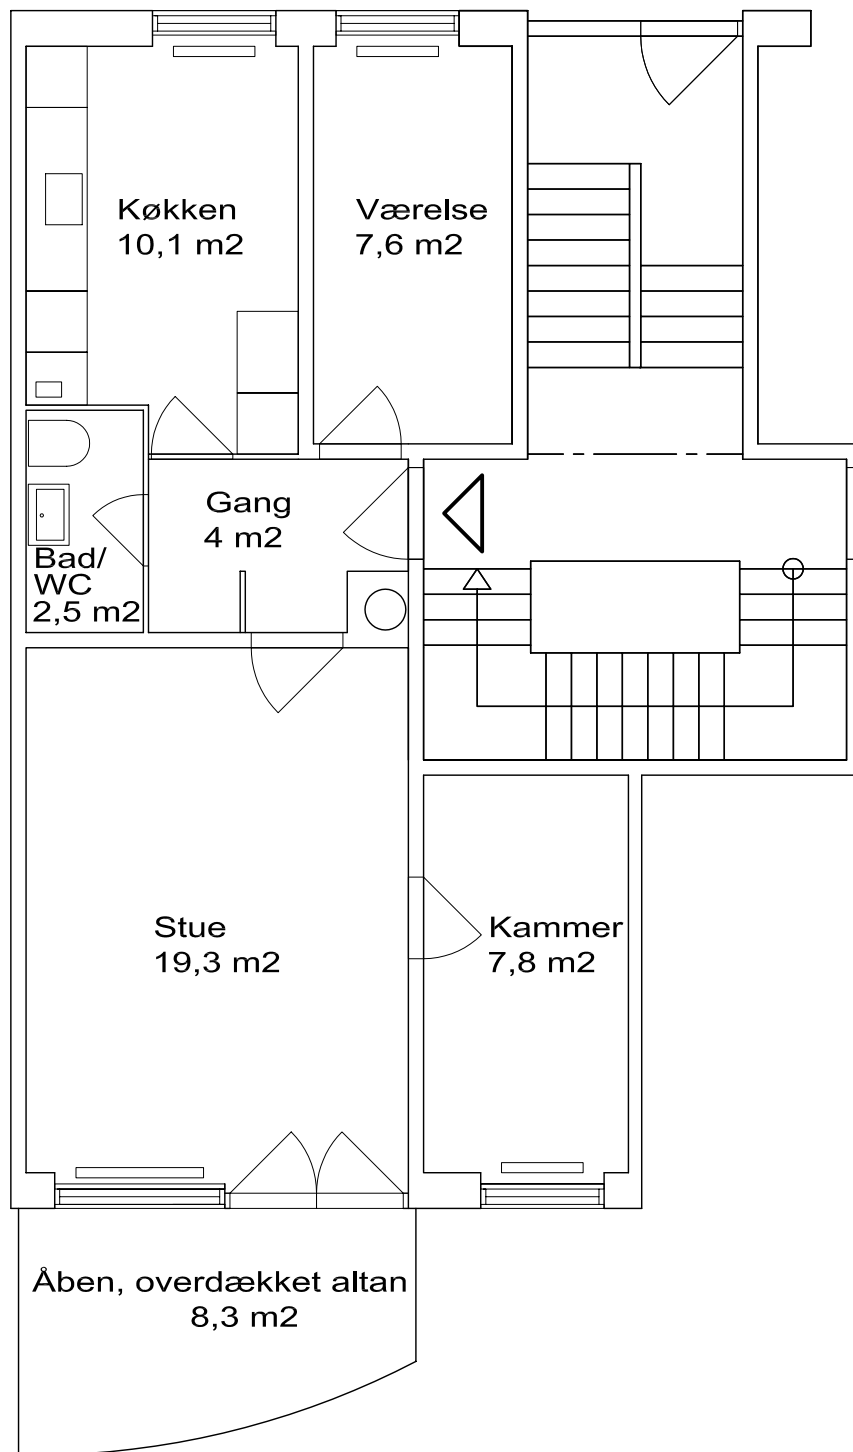 Køkken
10,1 m2
Værelse
7,6 m2
Gang
4 m2
Bad/
WC
2,5 m2
Stue
19,3 m2
Kammer
7,8 m2
Åben, overdækket altan
8,3 m2